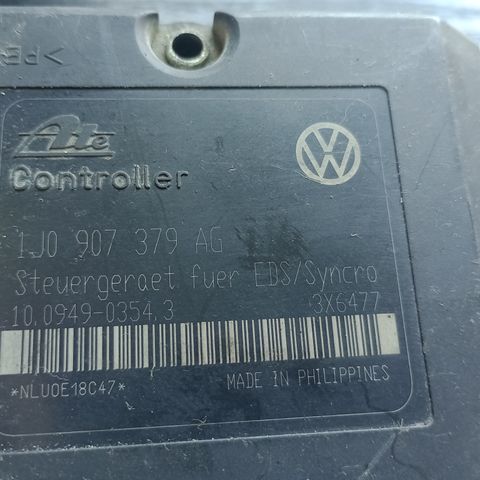 >PE
Ate
Controller
1J0 907 379 AG
Steuergeraet fuer EDS/Syncro
10.0949-0354.3 3X6477
*NLU0E18C47* MADE IN PHILIPPINES